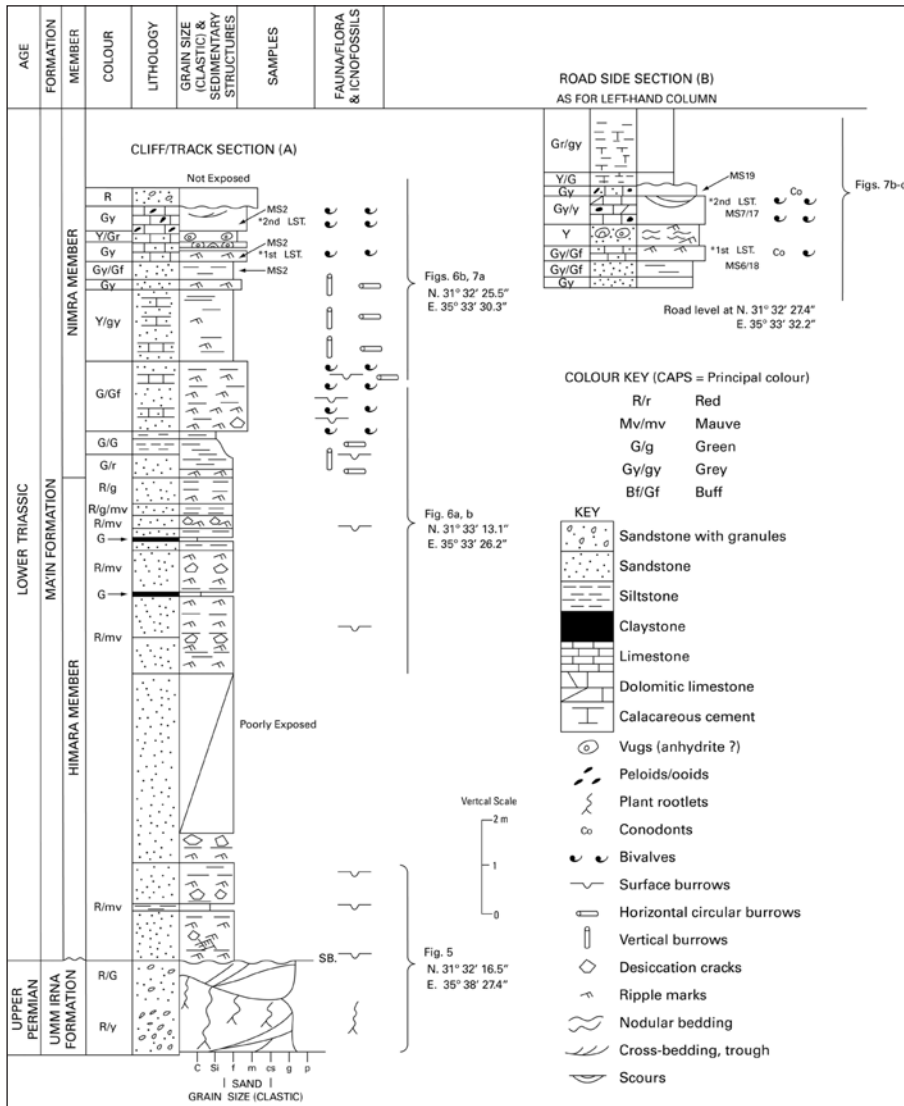 AGE
FORMATION
MEMBER
COLOUR
LITHOLOGY
GRAIN SIZE
(CLASTIC) &
SEDIMENTARY
STRUCTURES
SAMPLES
FAUNA/FLORA
& ICNOFOSSILS
CLIFF/TRACK SECTION (A)
Not Exposed
LOWER TRIASSIC
MA'IN FORMATION
NIMRA MEMBER
HIMARA MEMBER
UPPER
PERMIAN
UMM IRNA
FORMATION
R
Gy
Y/Gr
Gy
Gy/Gf
Gy
Y/gy
G/Gf
G/G
G/r
R/g
R/g/mv
R/mv
G
R/mv
G
R/mv
R/mv
R/G
R/y
MS2
*2nd LST.
MS2
*1st LST.
MS2
Poorly Exposed
SB.
Figs. 6b, 7a
N. 31° 32' 25.5"
E. 35° 33' 30.3"
Fig. 6a, b
N. 31° 33' 13.1"
E. 35° 33' 26.2"
Fig. 5
N. 31° 32' 16.5"
E. 35° 38' 27.4"
Vertcal Scale
2 m
1
0
C Si f m cs g p
SAND
GRAIN SIZE (CLASTIC)
ROAD SIDE SECTION (B)
AS FOR LEFT-HAND COLUMN
Gr/gy
Y/G
Gy
Gy/y
Y
Gy/Gf
Gy/Gf
Gy
MS19
Co
*2nd LST.
MS7/17
*1st LST.
Co
MS6/18
Figs. 7b-d
Road level at N. 31° 32' 27.4"
E. 35° 33' 32.2"
COLOUR KEY (CAPS = Principal colour)
R/r Red
Mv/mv Mauve
G/g Green
Gy/gy Grey
Bf/Gf Buff
KEY
Sandstone with granules
Sandstone
Siltstone
Claystone
Limestone
Dolomitic limestone
Calacareous cement
Vugs (anhydrite ?)
Peloids/ooids
Plant rootlets
Co Conodonts
Bivalves
Surface burrows
Horizontal circular burrows
Vertical burrows
Desiccation cracks
Ripple marks
Nodular bedding
Cross-bedding, trough
Scours